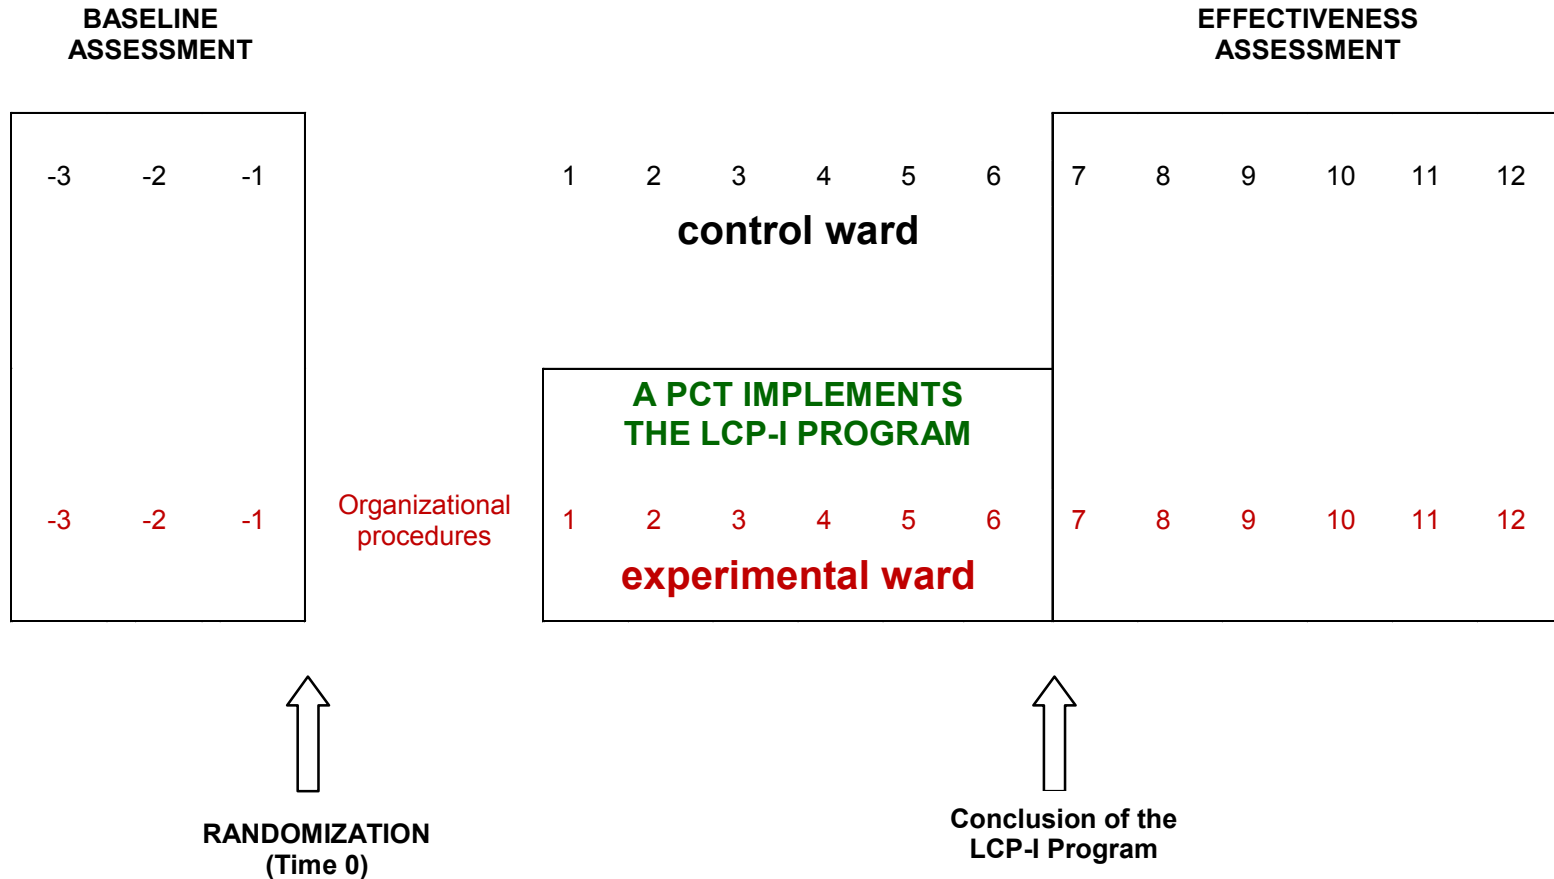 BASELINE
ASSESSMENT
EFFECTIVENESS
ASSESSMENT
-3 -2 -1 1 2 3 4 5 6 7 8 9 10 11 12
control ward
A PCT IMPLEMENTS
THE LCP-I PROGRAM
Organizational
procedures
-3 -2 -1 1 2 3 4 5 6 7 8 9 10 11 12
experimental ward
RANDOMIZATION
(Time 0)
Conclusion of the
LCP-I Program